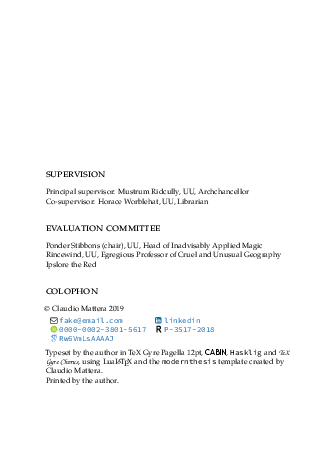 SUPERVISION
Principal supervisor: Mustrum Ridcully, UU, Archchancellor
Co-supervisor: Horace Worblehat, UU, Librarian
EVALUATION COMMITTEE
Ponder Stibbons (chair), UU, Head of Inadvisably Applied Magic
Rincewind, UU, Egregious Professor of Cruel and Unusual Geography
Ipslore the Red
COLOPHON
© Claudio Mattera 2019
fake@email.com linkedin
0000-0002-3801-5617 P-3517-2018
RwSVmLsAAAAJ
Typeset by the author in TeX Gyre Pagella 12pt, CABIN, Hasklig and TeX
Gyre Chorus, using LuaLATEX and the modernthesis template created by
Claudio Mattera.
Printed by the author.